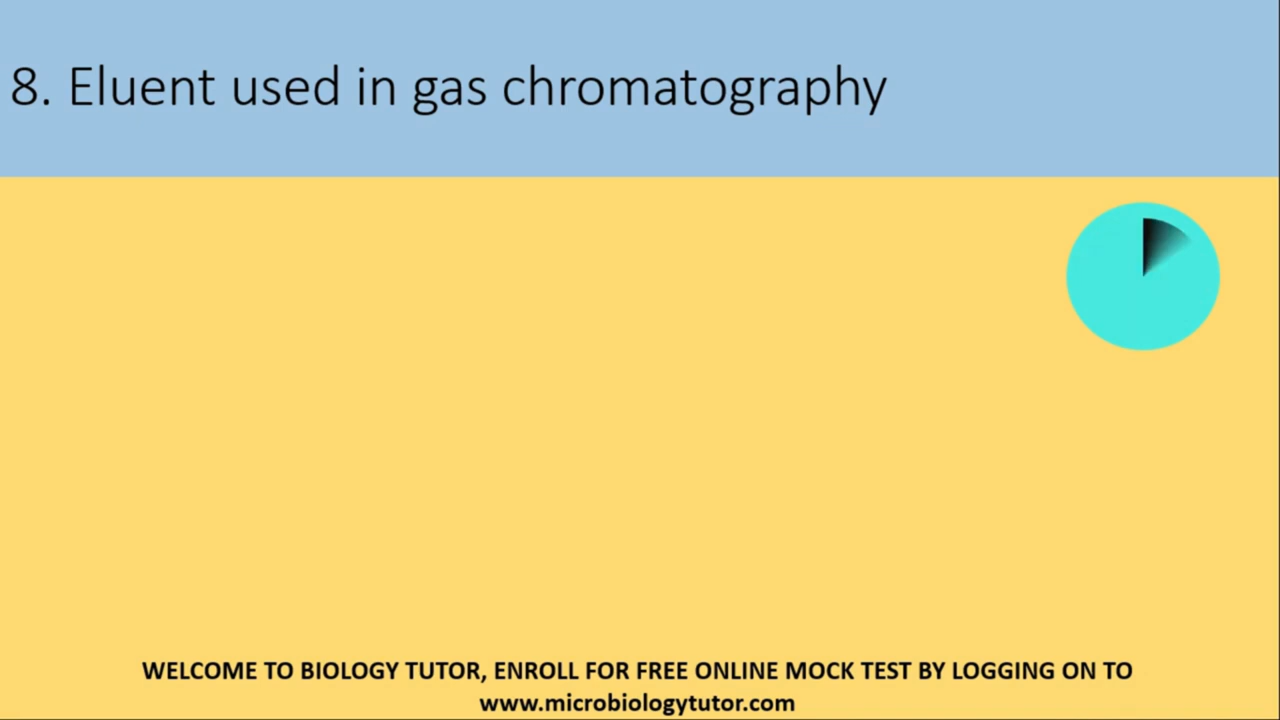 8. Eluent used in gas chromatography
WELCOME TO BIOLOGY TUTOR, ENROLL FOR FREE ONLINE MOCK TEST BY LOGGING ON TO
www.microbiologytutor.com